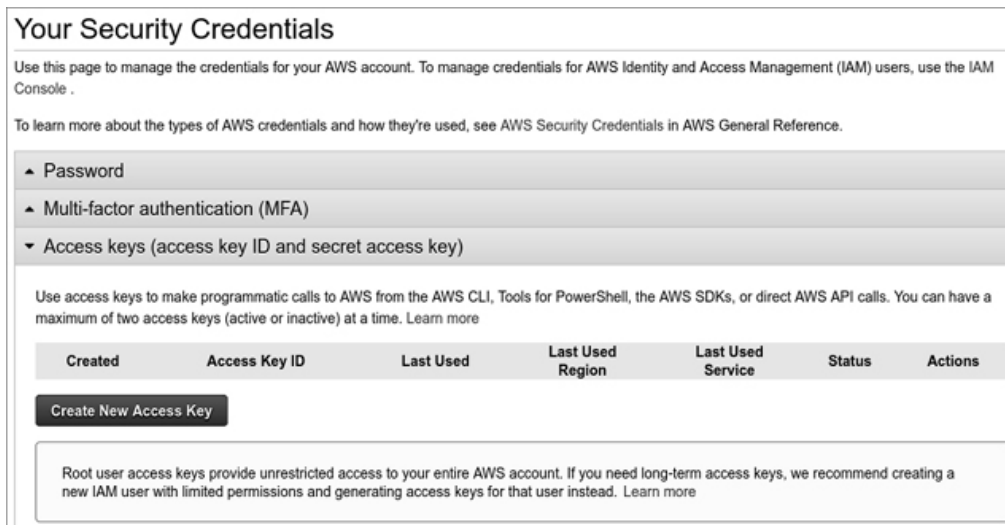 Your Security Credentials
Use this page to manage the credentials for your AWS account. To manage credentials for AWS Identity and Access Management (IAM) users, use the IAM
Console .
To learn more about the types of AWS credentials and how they're used, see AWS Security Credentials in AWS General Reference.
Password
Multi-factor authentication (MFA)
Access keys (access key ID and secret access key)
Use access keys to make programmatic calls to AWS from the AWS CLI, Tools for PowerShell, the AWS SDKs, or direct AWS API calls. You can have a
maximum of two access keys (active or inactive) at a time. Learn more
Created Access Key ID Last Used Last Used Region Last Used Service Status Actions
Create New Access Key
Root user access keys provide unrestricted access to your entire AWS account. If you need long-term access keys, we recommend creating a
new IAM user with limited permissions and generating access keys for that user instead. Learn more